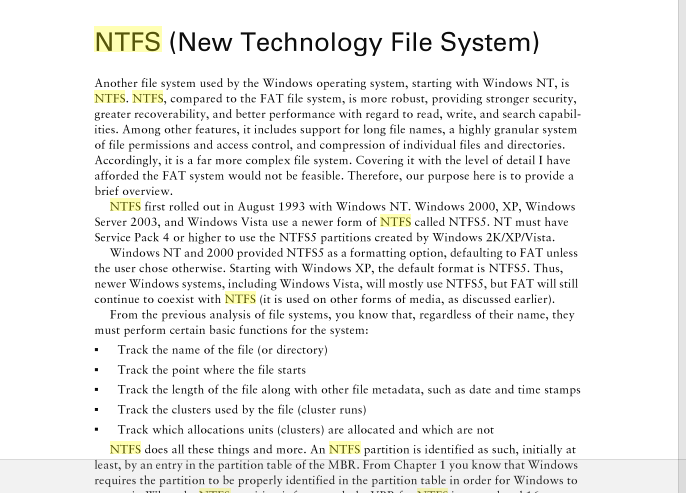 NTFS (New Technology File System)
Another file system used by the Windows operating system, starting with Windows NT, is
NTFS. NTFS, compared to the FAT file system, is more robust, providing stronger security,
greater recoverability, and better performance with regard to read, write, and search capabil-
ities. Among other features, it includes support for long file names, a highly granular system
of file permissions and access control, and compression of individual files and directories.
Accordingly, it is a far more complex file system. Covering it with the level of detail I have
afforded the FAT system would not be feasible. Therefore, our purpose here is to provide a
brief overview.
NTFS first rolled out in August 1993 with Windows NT. Windows 2000, XP, Windows
Server 2003, and Windows Vista use a newer form of NTFS called NTFS5. NT must have
Service Pack 4 or higher to use the NTFS5 partitions created by Windows 2K/XP/Vista.
Windows NT and 2000 provided NTFS5 as a formatting option, defaulting to FAT unless
the user chose otherwise. Starting with Windows XP, the default format is NTFS5. Thus,
newer Windows systems, including Windows Vista, will mostly use NTFS5, but FAT will still
continue to coexist with NTFS (it is used on other forms of media, as discussed earlier).
From the previous analysis of file systems, you know that, regardless of their name, they
must perform certain basic functions for the system:
▪ Track the name of the file (or directory)
▪ Track the point where the file starts
▪ Track the length of the file along with other file metadata, such as date and time stamps
▪ Track the clusters used by the file (cluster runs)
▪ Track which allocations units (clusters) are allocated and which are not
NTFS does all these things and more. An NTFS partition is identified as such, initially at
least, by an entry in the partition table of the MBR. From Chapter 1 you know that Windows
requires the partition to be properly identified in the partition table in order for Windows to